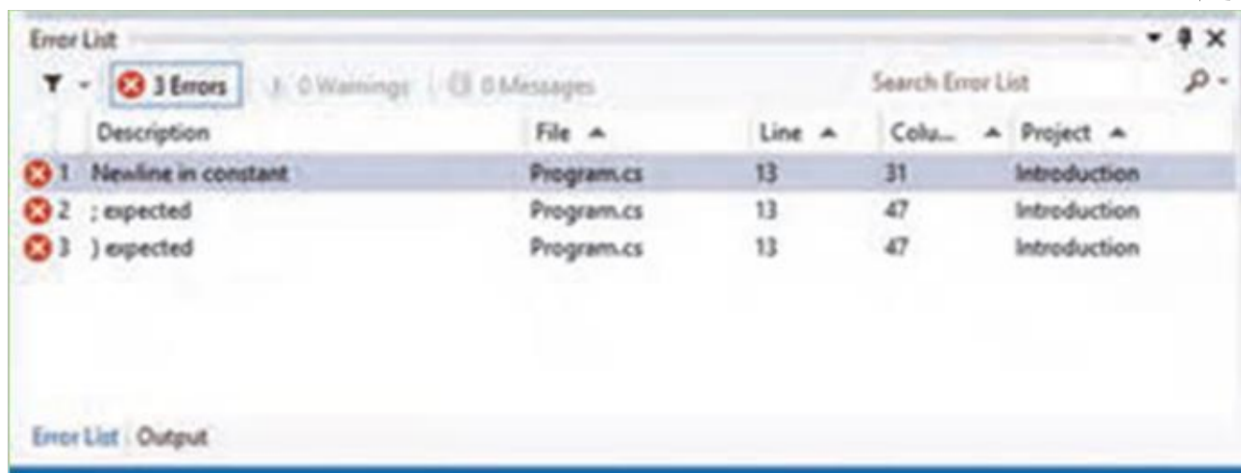 Error List
3 Errors 0 Warnings 0 Messages Search Error List
Description File Line Colu... Project
1 Newline in constant Program.cs 13 31 Introduction
2 ; expected Program.cs 13 47 Introduction
3 ) expected Program.cs 13 47 Introduction
Error List Output